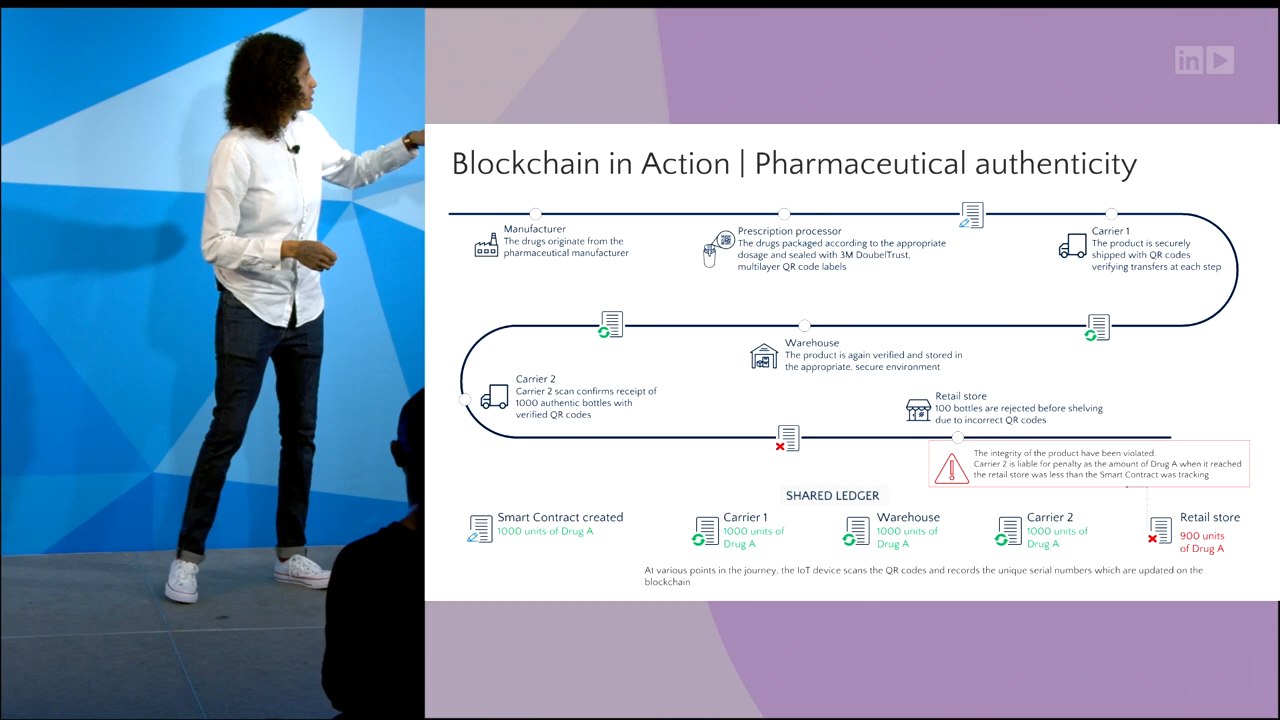 in
Blockchain in Action | Pharmaceutical authenticity
Manufacturer
The drugs originate from the
pharmaceutical manufacturer
Prescription processor
The drugs packaged according to the appropriate
dosage and sealed with 3M DoubelTrust,
multilayer QR code labels
Carrier 1
The product is securely
shipped with QR codes
verifying transfers at each step
Warehouse
The product is again verified and stored in
the appropriate, secure environment
Carrier 2
Carrier 2 scan confirms receipt of
1000 authentic bottles with
verified QR codes
Retail store
100 bottles are rejected before shelving
due to incorrect QR codes
The integrity of the product have been violated.
Carrier 2 is liable for penalty as the amount of Drug A when it reached
the retail store was less than the Smart Contract was tracking
SHARED LEDGER
Smart Contract created
1000 units of Drug A
Carrier 1
1000 units of
Drug A
Warehouse
1000 units of
Drug A
Carrier 2
1000 units of
Drug A
Retail store
900 units
of Drug A
At various points in the journey, the IoT device scans the QR codes and records the unique serial numbers which are updated on the
blockchain